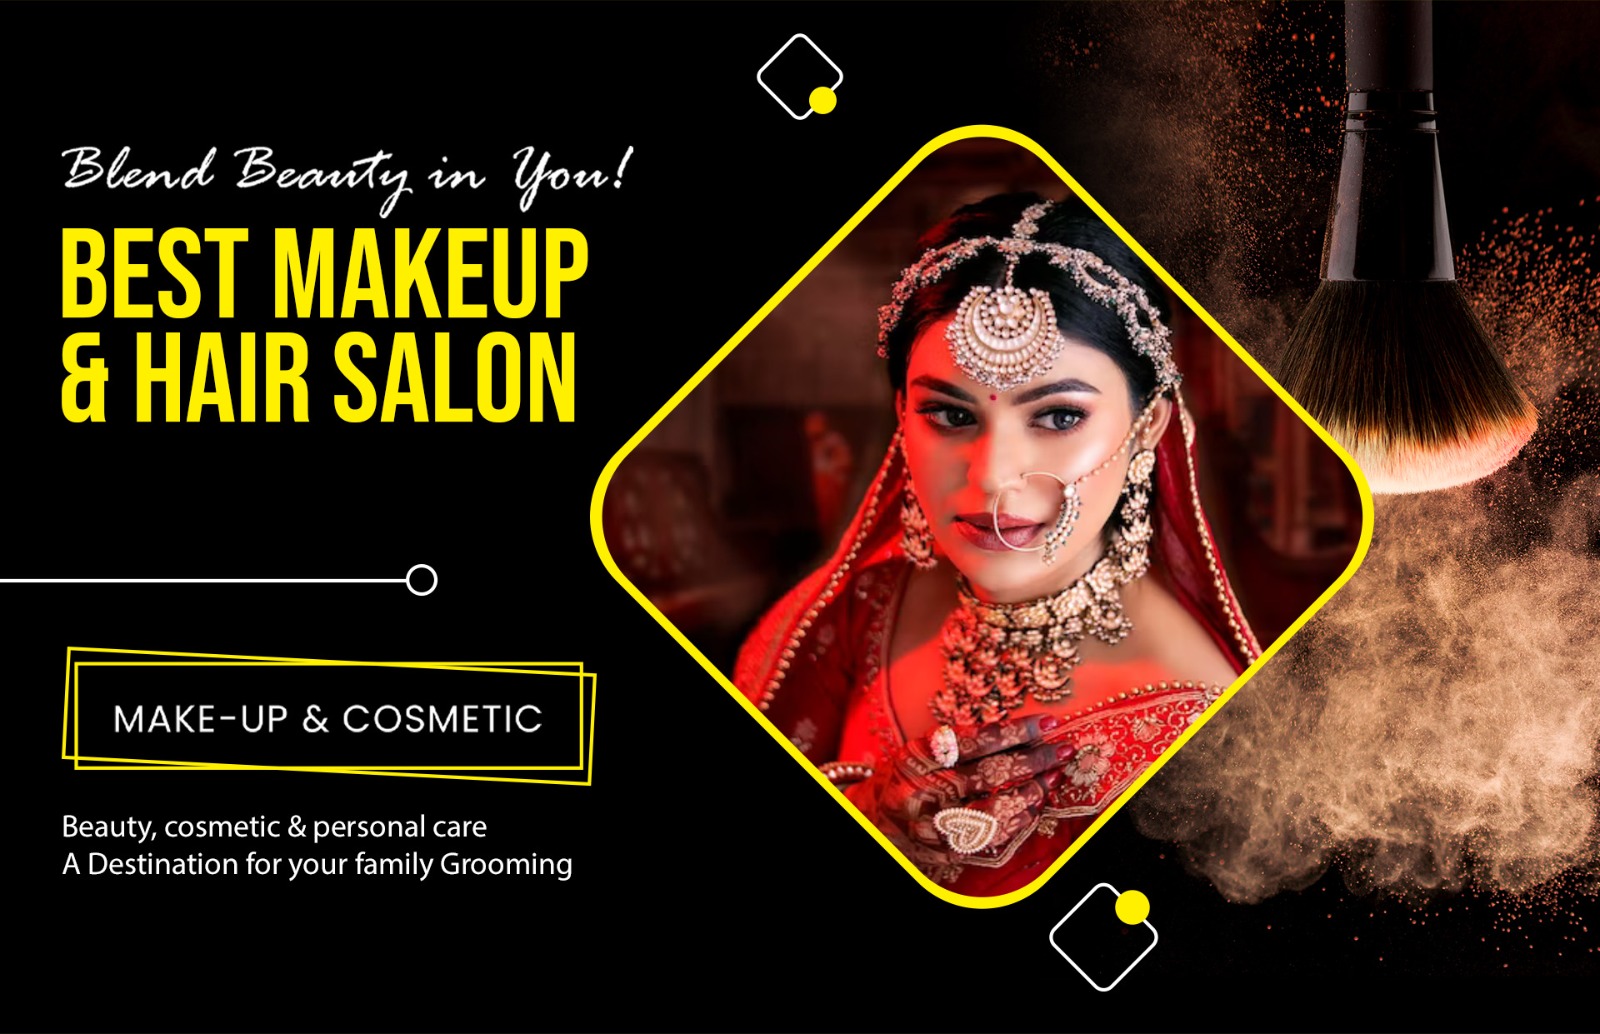 Blend Beauty in You!
BEST MAKEUP
& HAIR SALON
MAKE-UP & COSMETIC
Beauty, cosmetic & personal care
A Destination for your family Grooming